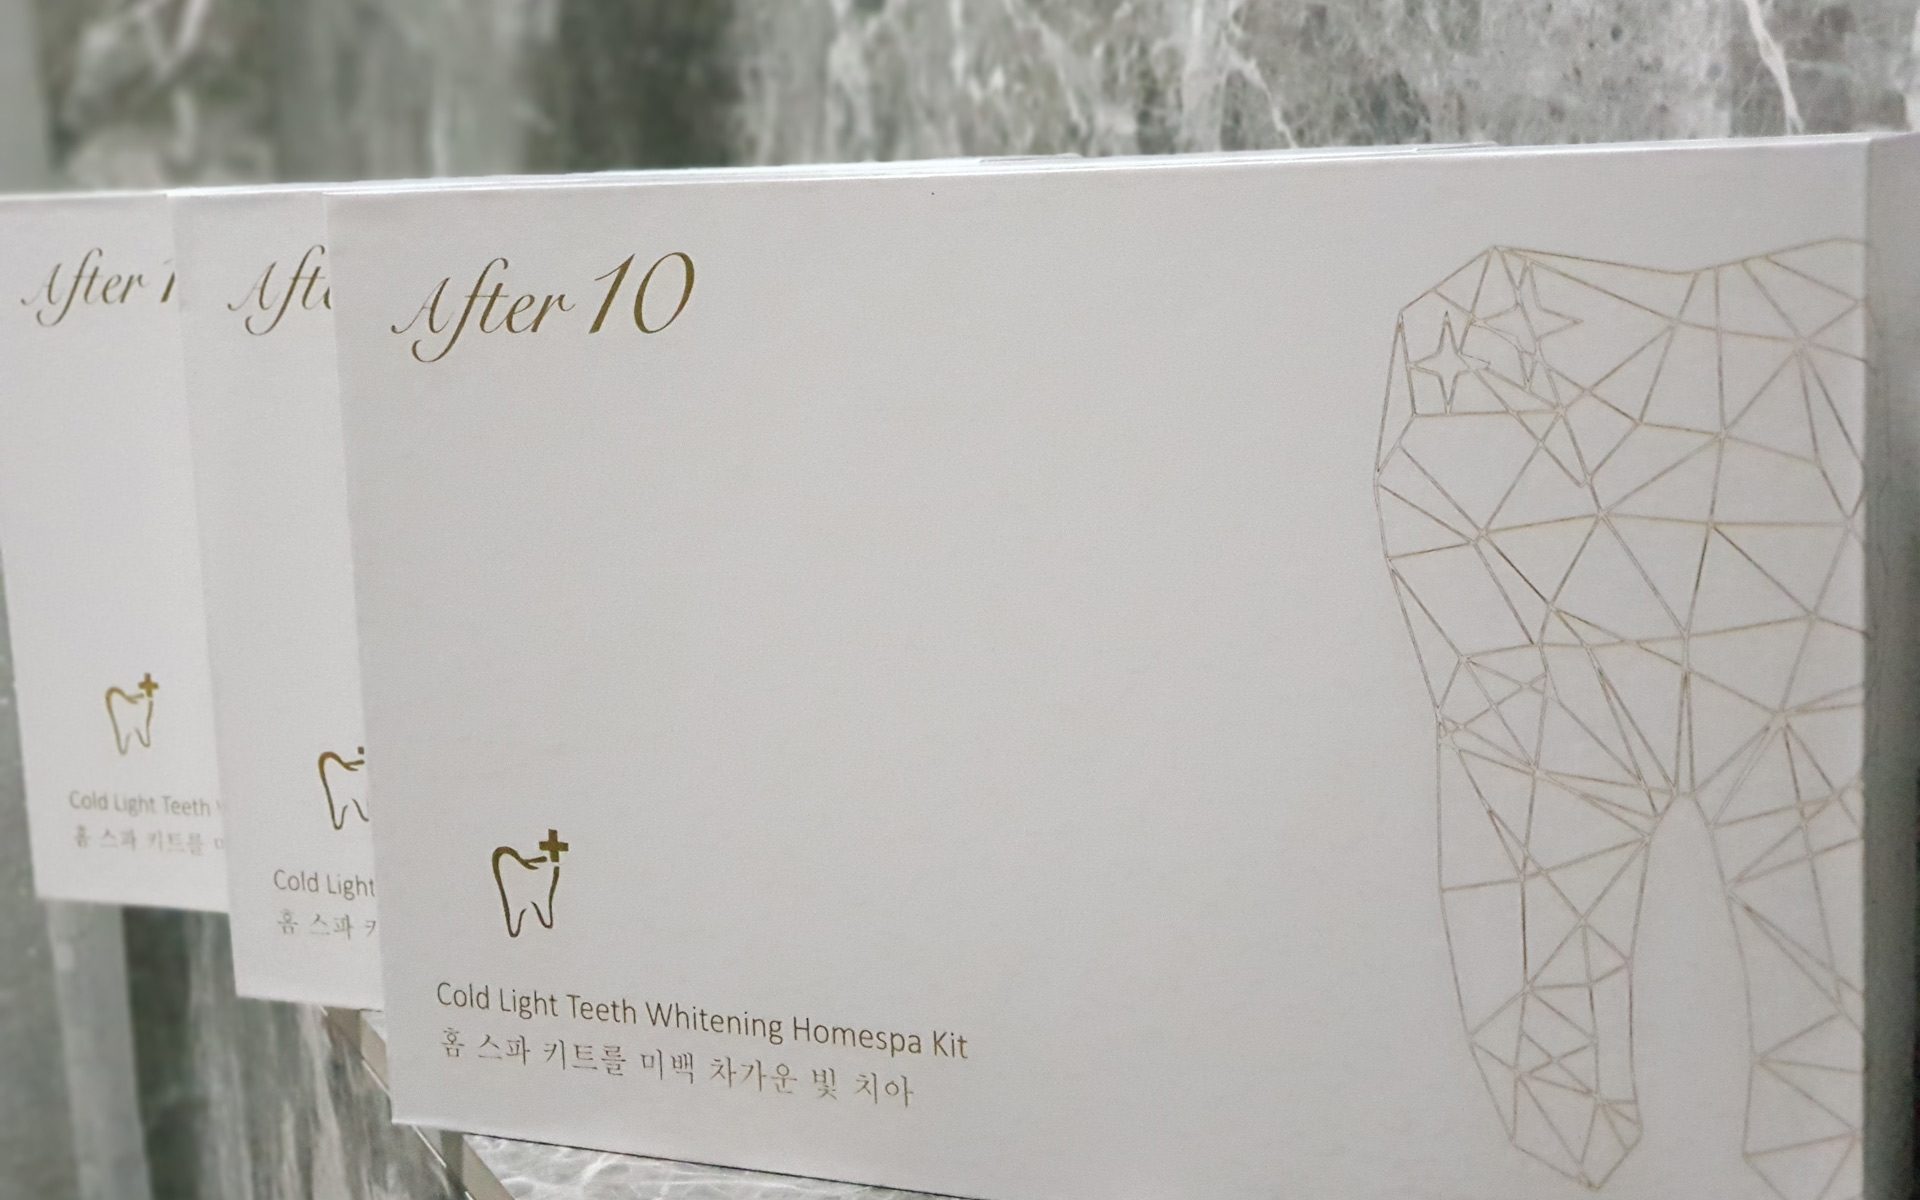 After 1
Cold Light Teeth
홈 스파 키트를
Aft
Cold Light
홈 스파
After 10
Cold Light Teeth Whitening Homespa Kit
홈 스파 키트를 미백 차가운 빛 치아